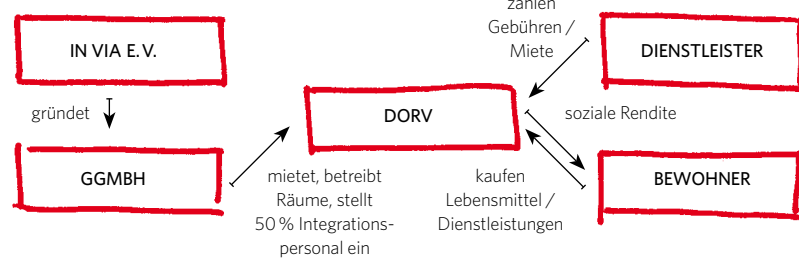 zahlen
Gebühren /
Miete
IN VIA E. V.
DIENSTLEISTER
gründet
DORV
soziale Rendite
GGMBH
mietet, betreibt
Räume, stellt
50 % Integrations-
personal ein
kaufen
Lebensmittel /
Dienstleistungen
BEWOHNER